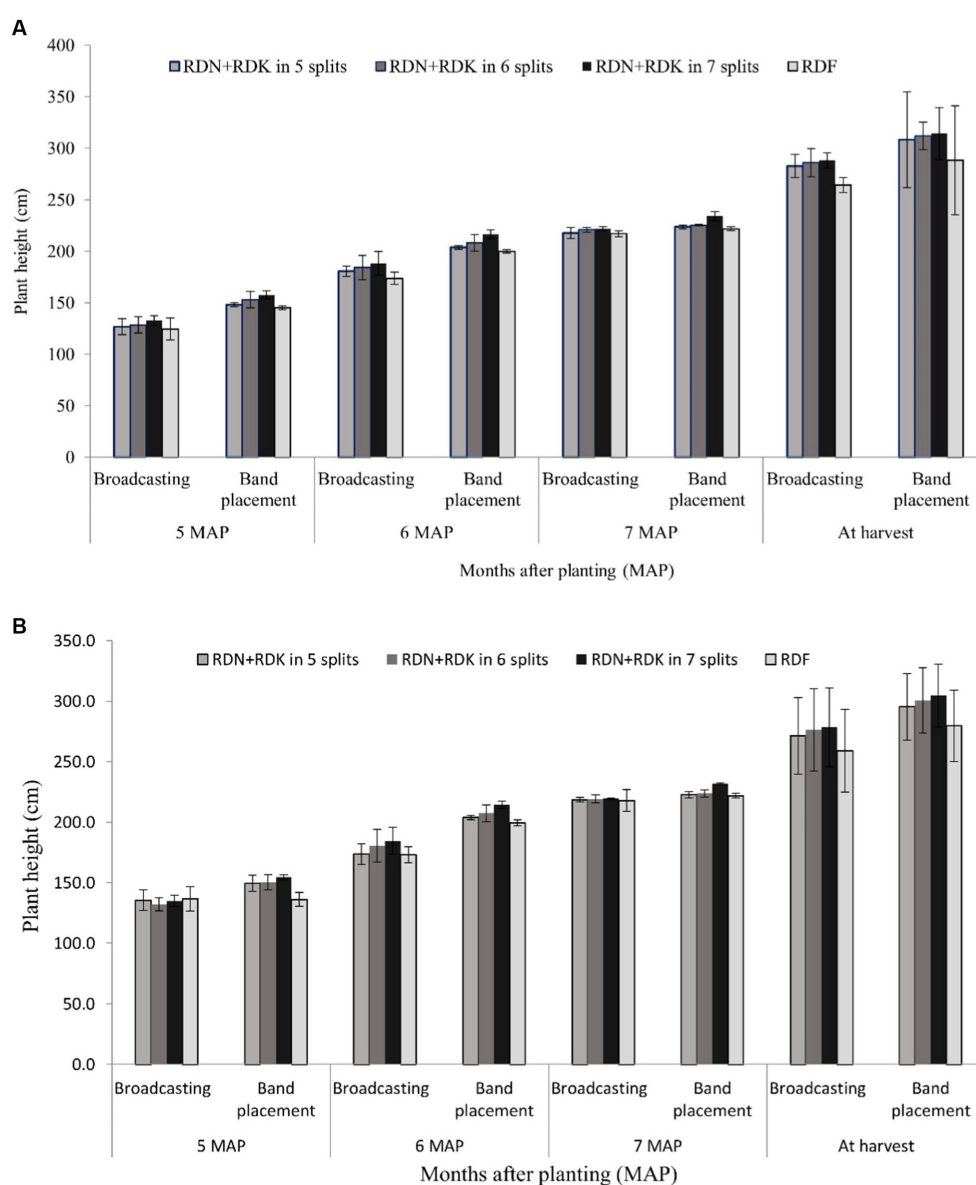 A
400
350
300
250
200
150
100
50
0
Plant height (cm)
RDN+RDK in 5 splits RDN+RDK in 6 splits RDN+RDK in 7 splits RDF
Broadcasting Band placement Broadcasting Band placement Broadcasting Band placement Broadcasting Band placement
5 MAP 6 MAP 7 MAP At harvest
Months after planting (MAP)
B
350.0
300.0
250.0
200.0
150.0
100.0
50.0
0.0
Plant height (cm)
RDN+RDK in 5 splits RDN+RDK in 6 splits RDN+RDK in 7 splits RDF
Broadcasting Band placement Broadcasting Band placement Broadcasting Band placement Broadcasting Band placement
5 MAP 6 MAP 7 MAP At harvest
Months after planting (MAP)